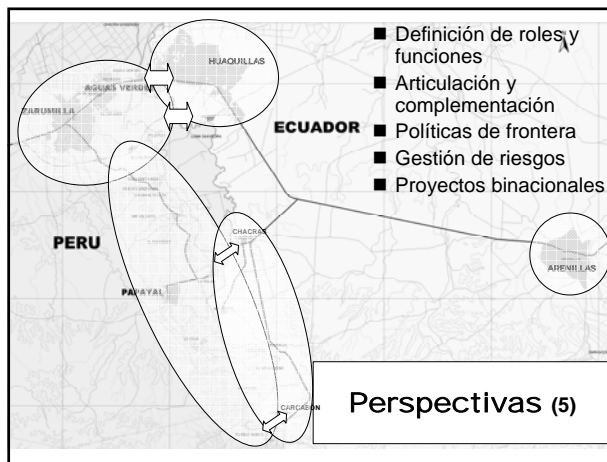 ■ Definición de roles y
funciones
■ Articulación y
complementación
■ Políticas de frontera
■ Gestión de riesgos
■ Proyectos binacionales
HUAQUILLAS
AGUAS VERDES
ZARUMILLA
ECUADOR
PERU
CHACRAS
PAPAYAL
ARENILLAS
CARCABON
Perspectivas (5)